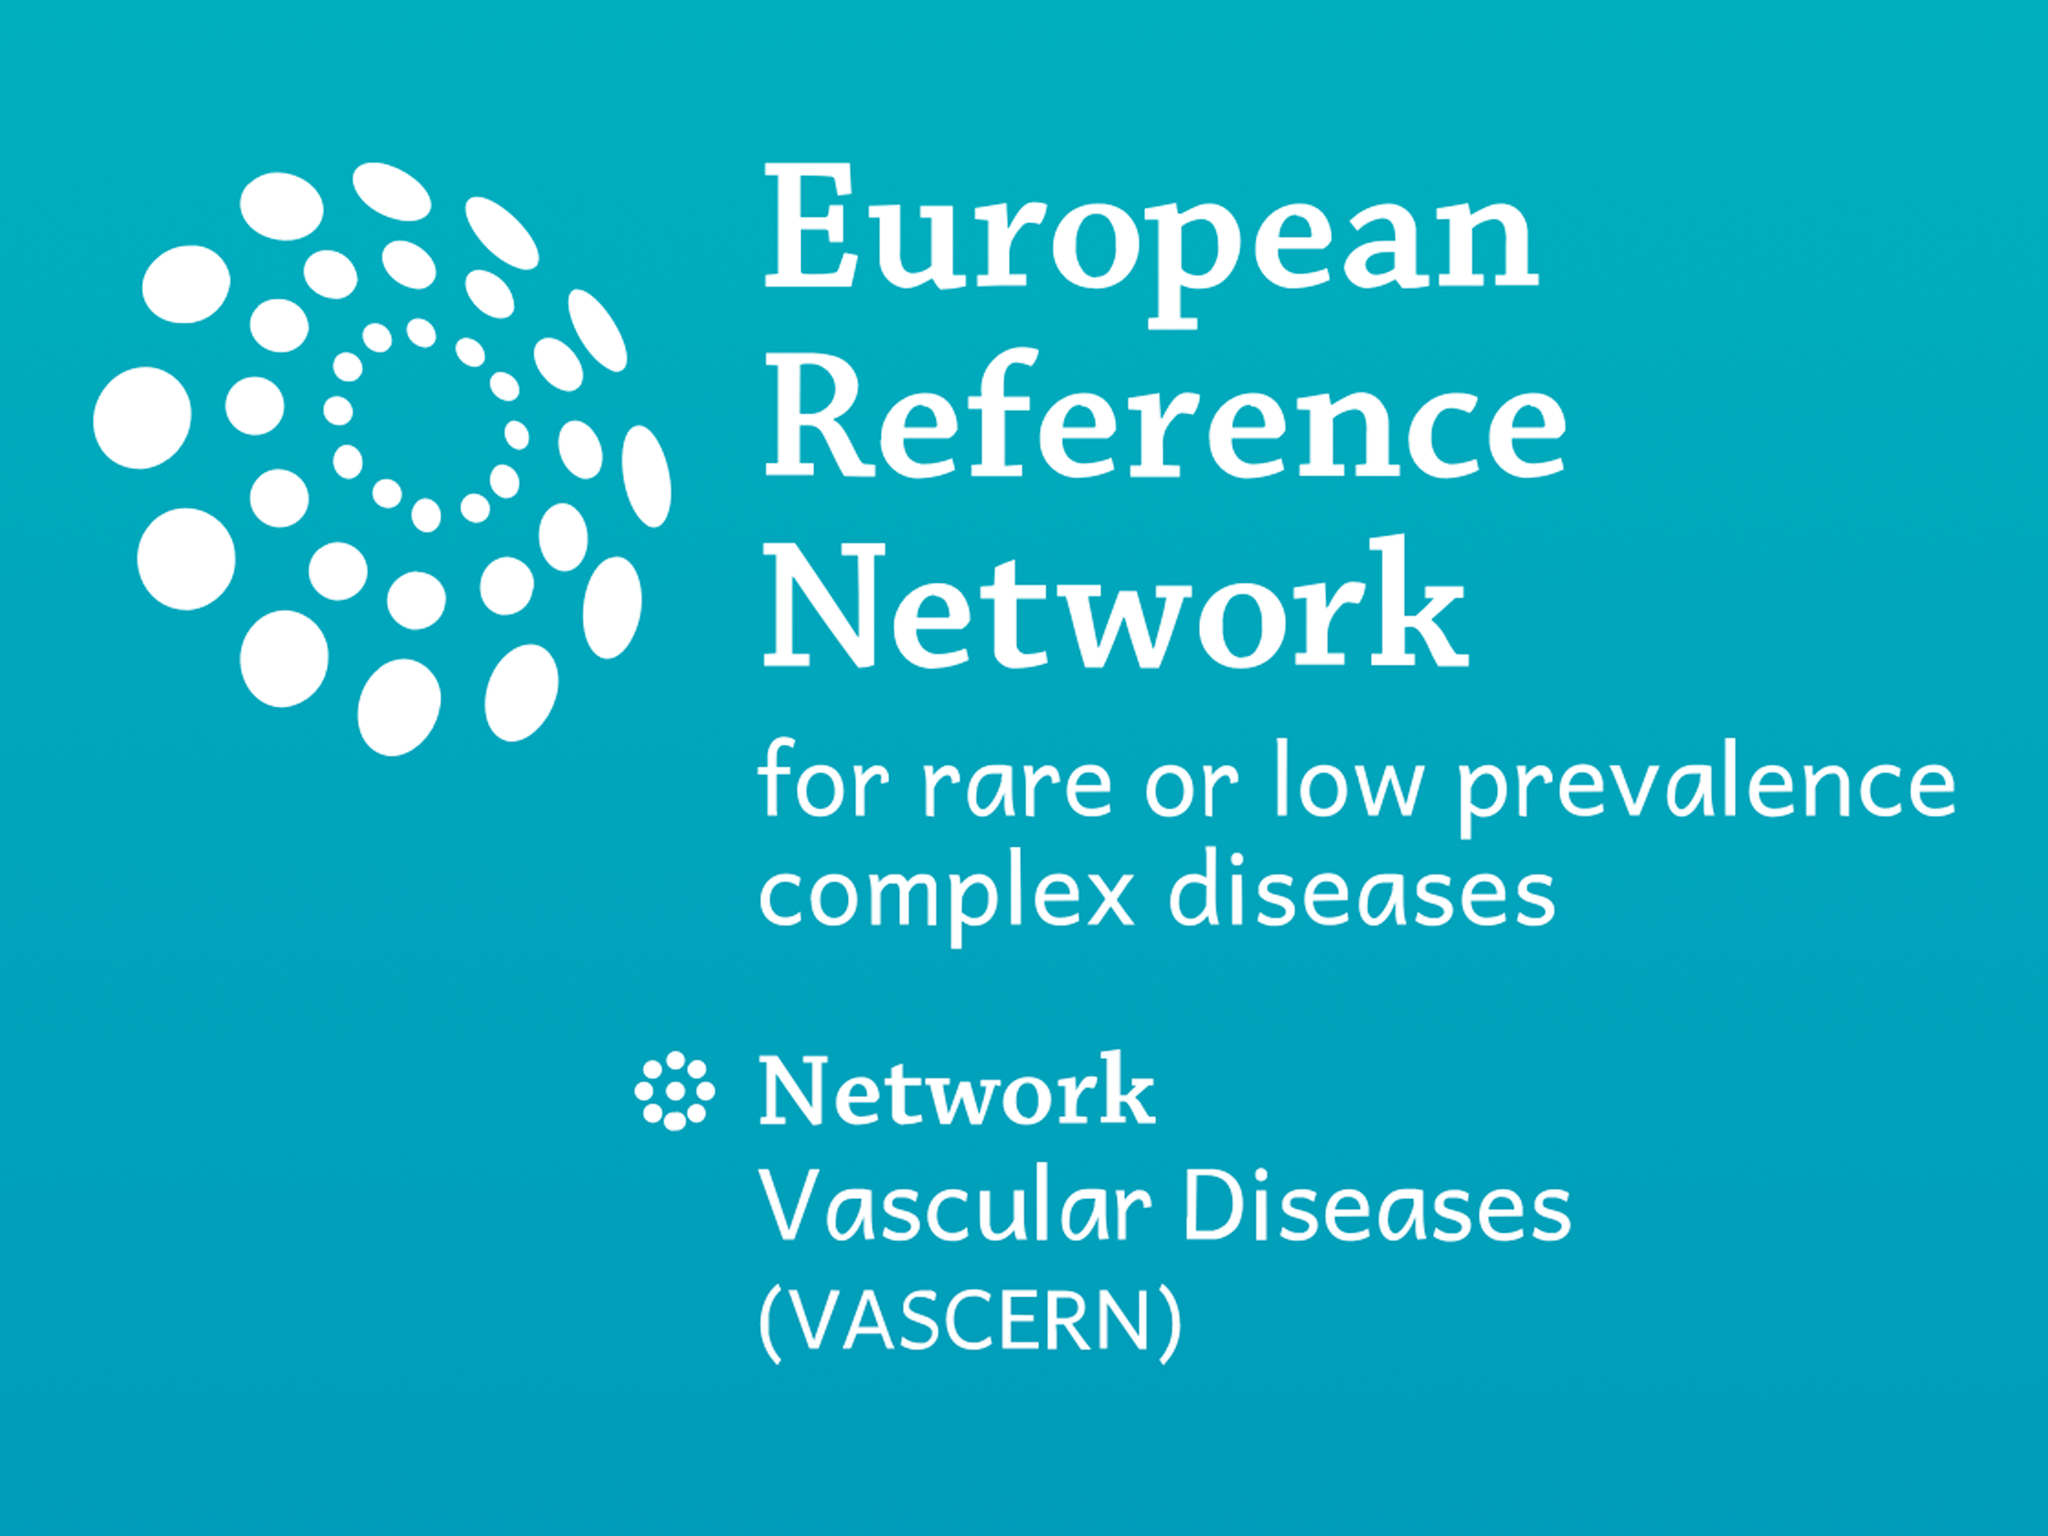 European
Reference
Network
for rare or low prevalence
complex diseases
Network
Vascular Diseases
(VASCERN)